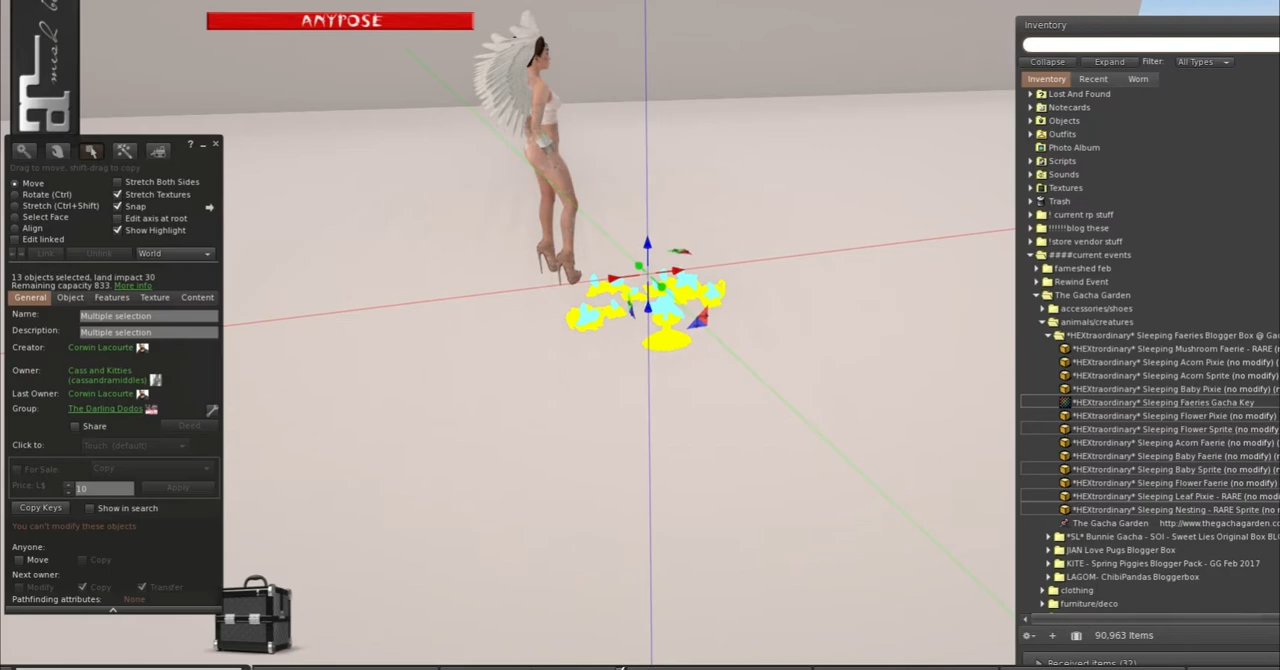 ANYPOSE
mesh b
Drag to move, shift-drag to copy
Move
Rotate (Ctrl)
Stretch (Ctrl+Shift)
Select Face
Align
Edit linked
Stretch Both Sides
Stretch Textures
Snap
Edit axis at root
Show Highlight
Link
Unlink
World
13 objects selected, land impact 30
Remaining capacity 833. More info
General Object Features Texture Content
Name: Multiple selection
Description: Multiple selection
Creator: Corwin Lacourte
Owner: Cass and Kitties
(cassandramiddles)
Last Owner: Corwin Lacourte
Group: The Darling Dodos
Share
Deed
Click to: Touch (default)
For Sale: Copy
Price: L$ 10 Apply
Copy Keys Show in search
You can't modify these objects
Anyone:
Move Copy
Next owner:
Modify Copy Transfer
Pathfinding attributes: None
Inventory
Collapse Expand Filter: All Types
Inventory Recent Worn
Lost And Found
Notecards
Objects
Outfits
Photo Album
Scripts
Sounds
Textures
Trash
! current rp stuff
!!!!!!blog these
!store vendor stuff
####current events
fameshed feb
Rewind Event
The Gacha Garden
accessories/shoes
animals/creatures
*HEXtrordinary* Sleeping Faeries Blogger Box @ Ga
*HEXtraordinary* Sleeping Mushroom Faerie - RARE (n
*HEXtraordinary* Sleeping Acorn Pixie (no modify) (
*HEXtraordinary* Sleeping Acorn Sprite (no modify)
*HEXtraordinary* Sleeping Baby Pixie (no modify) (n
*HEXtraordinary* Sleeping Faeries Gacha Key
*HEXtraordinary* Sleeping Flower Pixie (no modify)
*HEXtraordinary* Sleeping Flower Sprite (no modify)
*HEXtraordinary* Sleeping Acorn Faerie (no modify)
*HEXtraordinary* Sleeping Baby Faerie (no modify) (
*HEXtraordinary* Sleeping Baby Sprite (no modify)
*HEXtraordinary* Sleeping Flower Faerie (no modify)
*HEXtraordinary* Sleeping Leaf Pixie - RARE (no mod
*HEXtraordinary* Sleeping Nesting - RARE Sprite (no
The Gacha Garden http://www.thegachagarden.co
*SL* Bunnie Gacha - SOI - Sweet Lies Original Box BL
JIAN Love Pugs Blogger Box
KITE - Spring Piggies Blogger Pack - GG Feb 2017
LAGOM- ChibiPandas Bloggerbox
clothing
furniture/deco
90,963 Items
Received items (32)